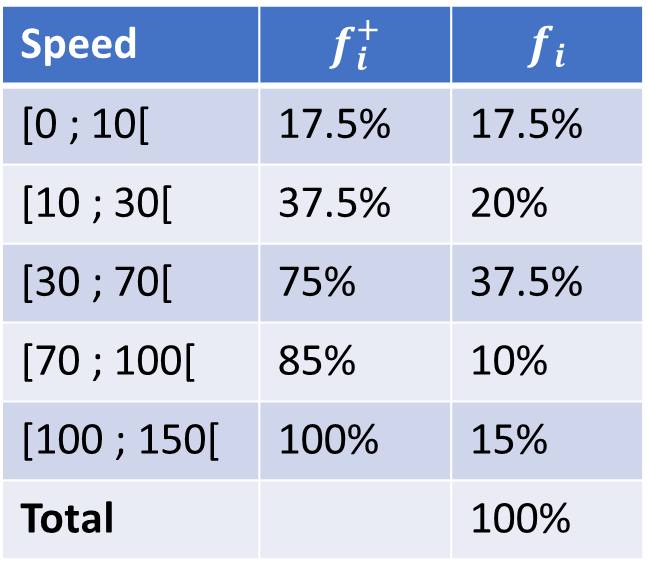 Speed f_i^+ f_i
[0 ; 10[ 17.5% 17.5%
[10 ; 30[ 37.5% 20%
[30 ; 70[ 75% 37.5%
[70 ; 100[ 85% 10%
[100 ; 150[ 100% 15%
Total 100%